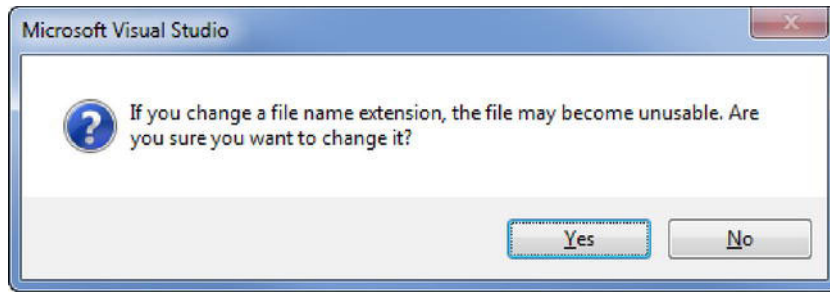 Microsoft Visual Studio
If you change a file name extension, the file may become unusable. Are
you sure you want to change it?
Yes
No